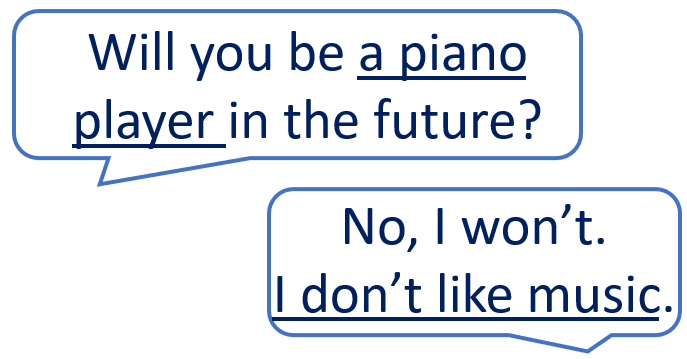 Will you be a piano
player in the future?
No, I won’t.
I don’t like music.